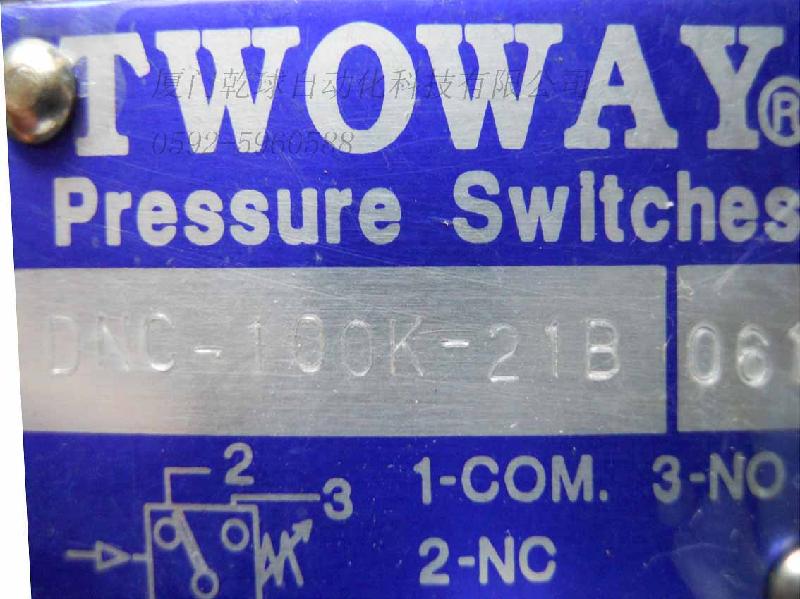 TWOWAY®
厦门乾球自动化科技有限公司
0592-5960588
Pressure Switches
DNC-100K-21B 061
2
3
1-COM. 3-NO
2-NC